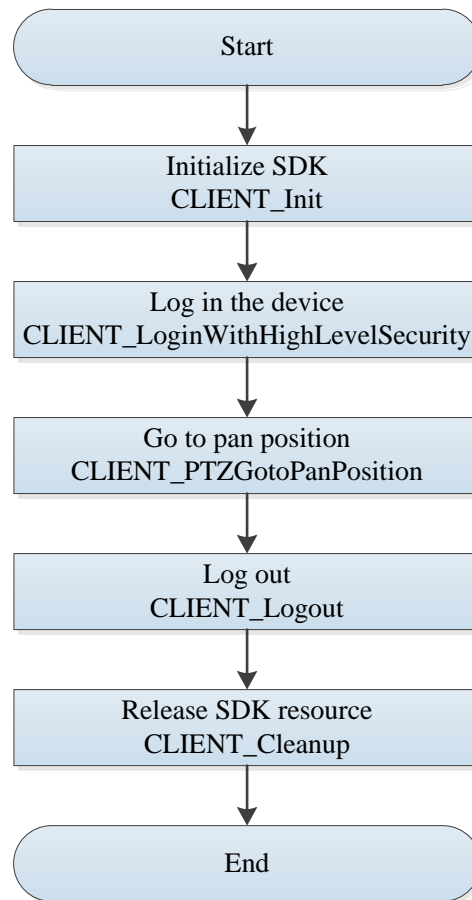 Start
Initialize SDK
CLIENT_Init
Log in the device
CLIENT_LoginWithHighLevelSecurity
Go to pan position
CLIENT_PTZGotoPanPosition
Log out
CLIENT_Logout
Release SDK resource
CLIENT_Cleanup
End